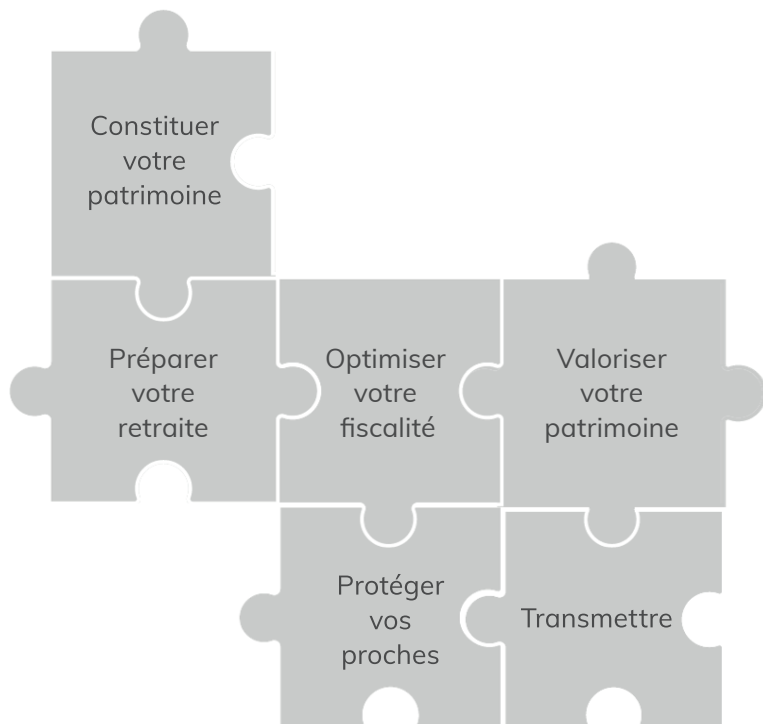 Constituer
votre
patrimoine
Préparer
votre
retraite
Optimiser
votre
fiscalité
Valoriser
votre
patrimoine
Protéger
vos
proches
Transmettre